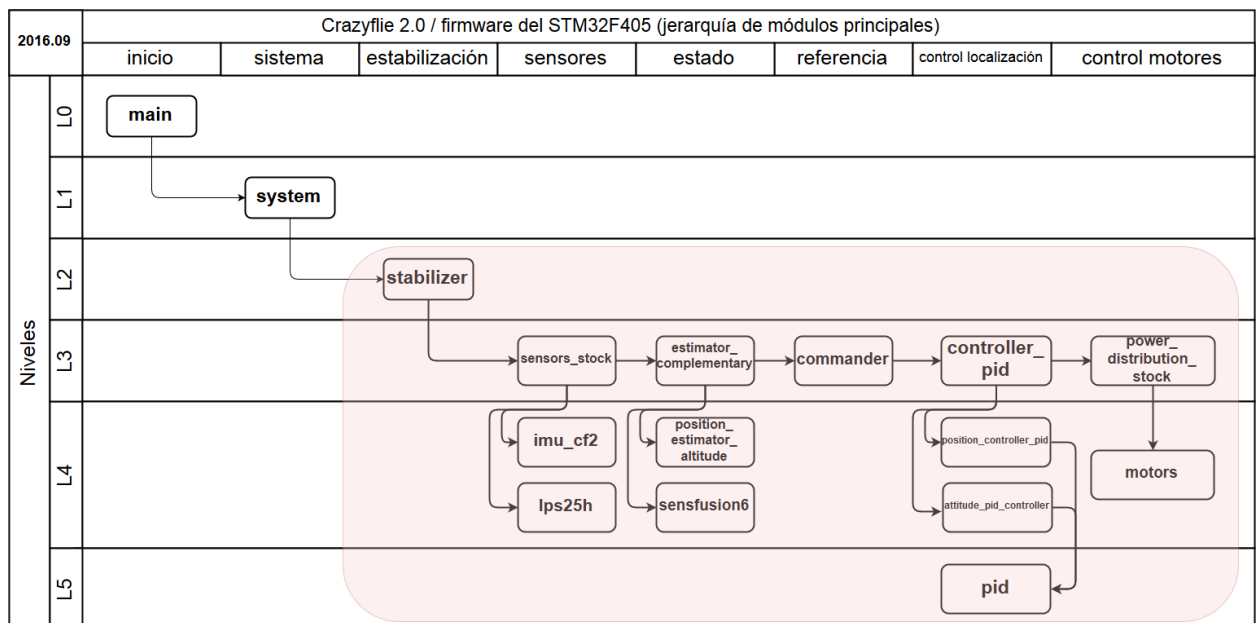 2016.09
Crazyflie 2.0 / firmware del STM32F405 (jerarquía de módulos principales)
inicio
sistema
estabilización
sensores
estado
referencia
control localización
control motores
Niveles
L0
main
L1
system
L2
stabilizer
L3
sensors_stock
estimator_
complementary
commander
controller_
pid
power_
distribution_
stock
L4
imu_cf2
position_
estimator_
altitude
position_controller_pid
motors
lps25h
sensfusion6
attitude_pid_controller
L5
pid